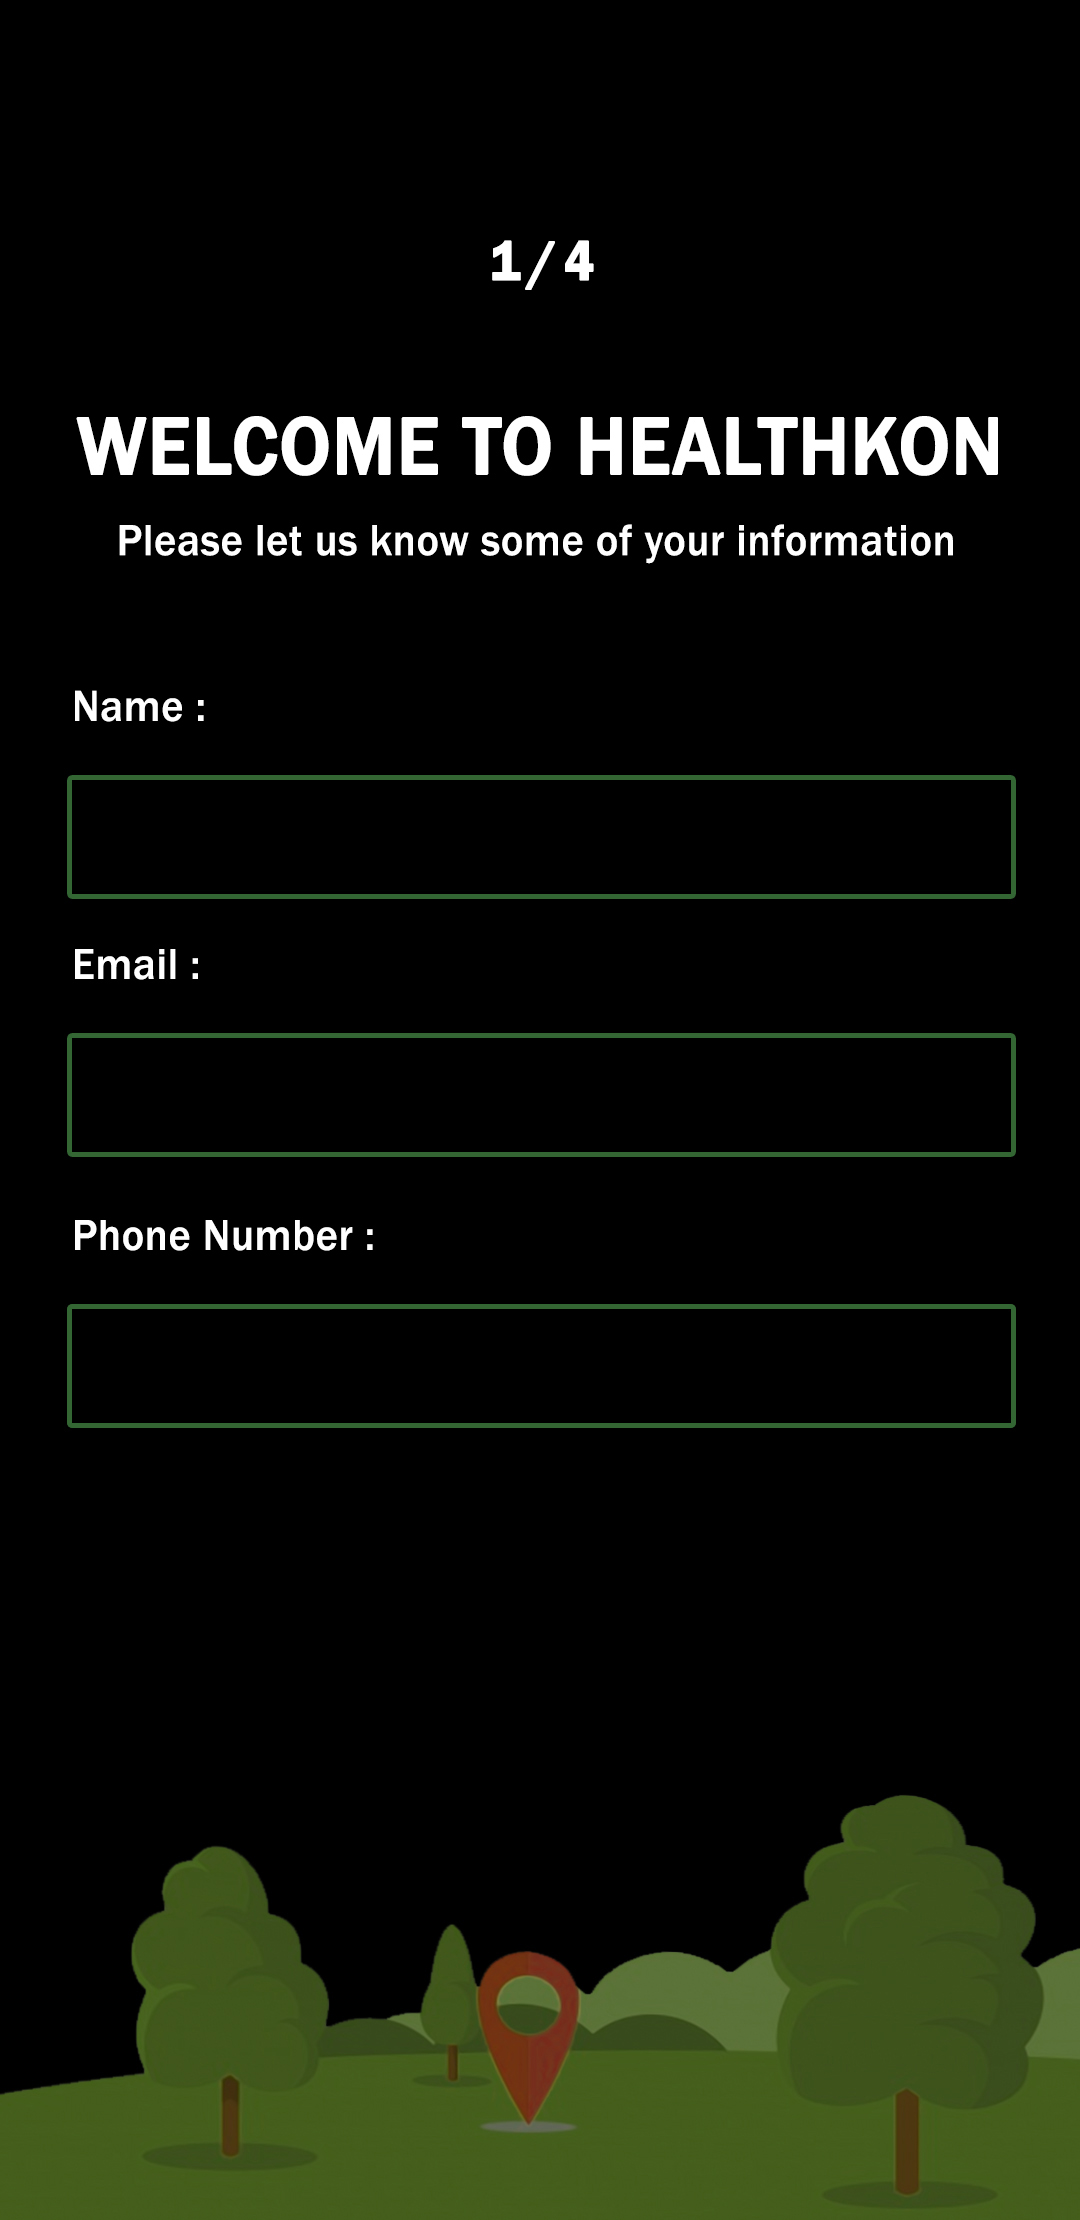 1/4
WELCOME TO HEALTHKON
Please let us know some of your information
Name :
Email :
Phone Number :